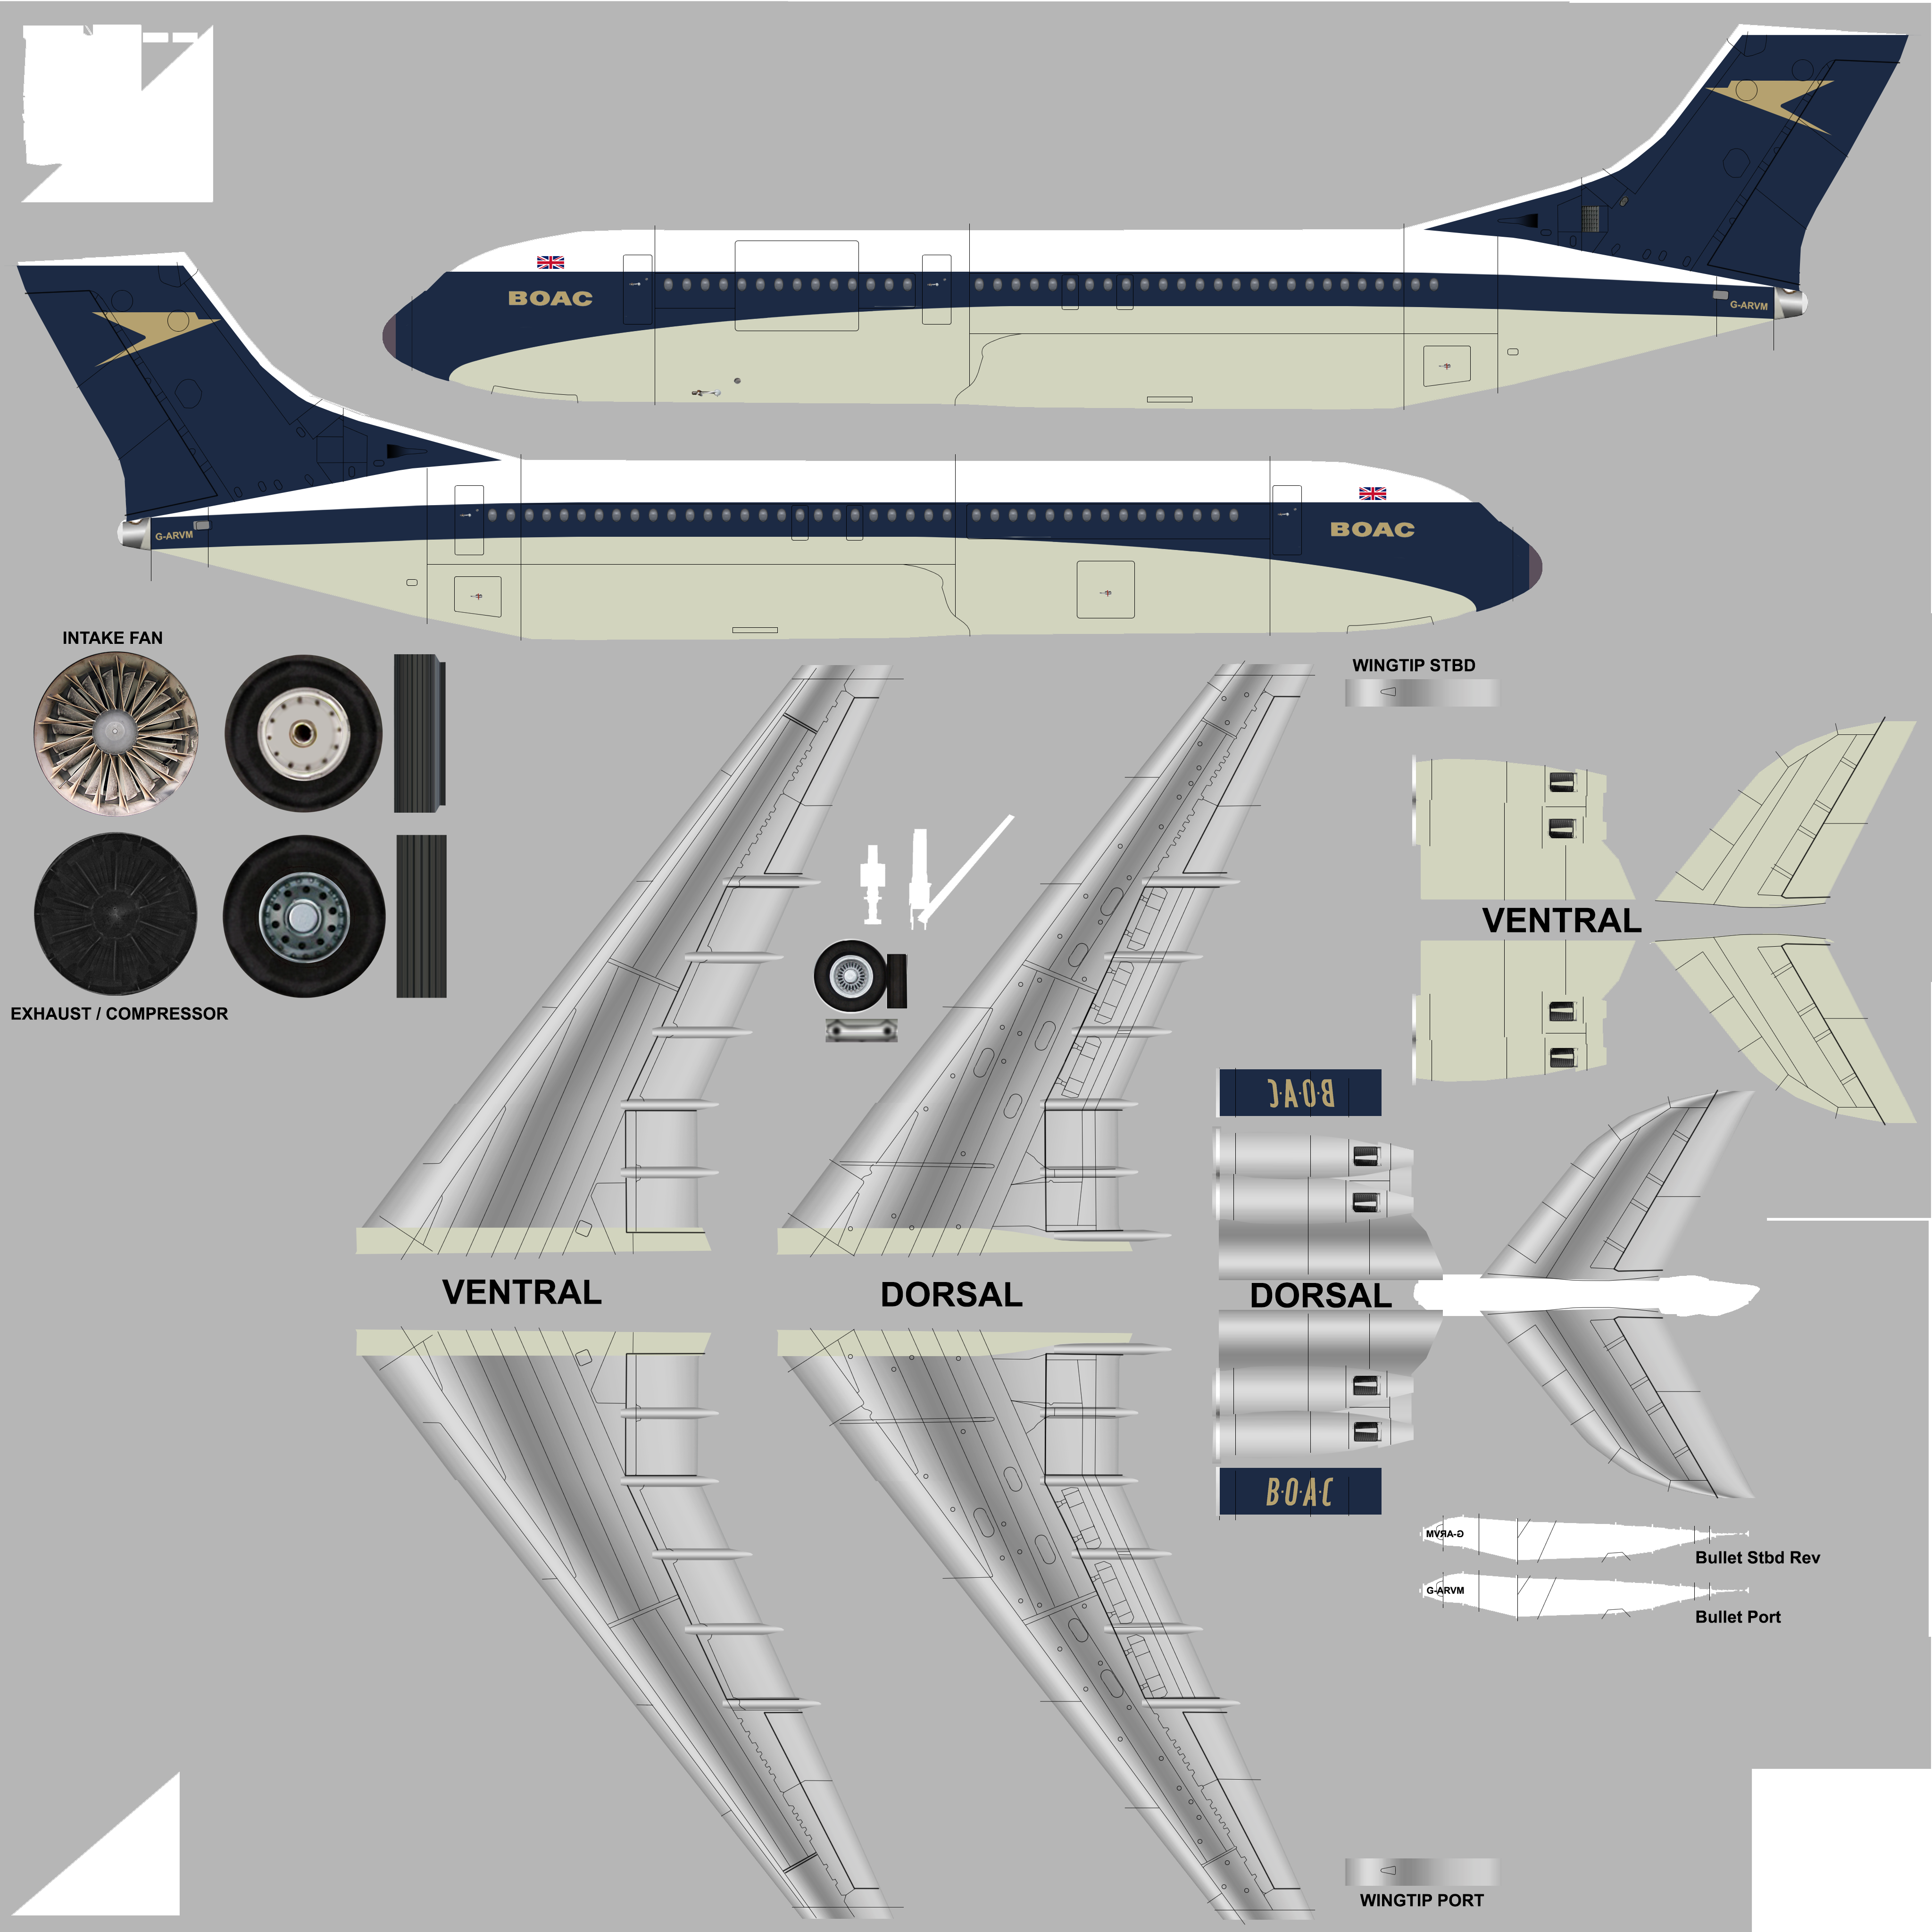 BOAC
G-ARVM
G-ARVM
BOAC
INTAKE FAN
WINGTIP STBD
VENTRAL
EXHAUST / COMPRESSOR
B·O·A·C
VENTRAL
DORSAL
DORSAL
B·O·A·C
G-ARVM
Bullet Stbd Rev
G-ARVM
Bullet Port
WINGTIP PORT